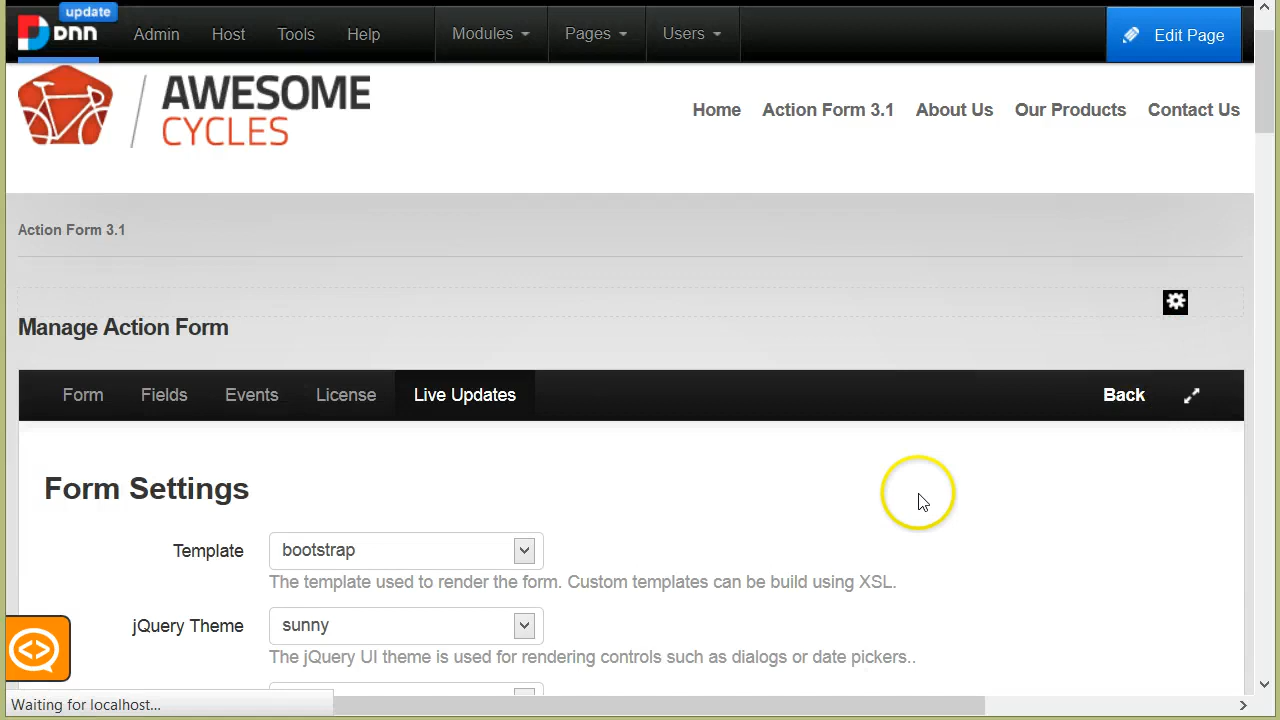 update
DNN
Admin Host Tools Help Modules Pages Users Edit Page
AWESOME
CYCLES
Home Action Form 3.1 About Us Our Products Contact Us
Action Form 3.1
Manage Action Form
Form Fields Events License Live Updates Back
Form Settings
Template bootstrap
The template used to render the form. Custom templates can be build using XSL.
jQuery Theme sunny
The jQuery UI theme is used for rendering controls such as dialogs or date pickers..
Waiting for localhost...